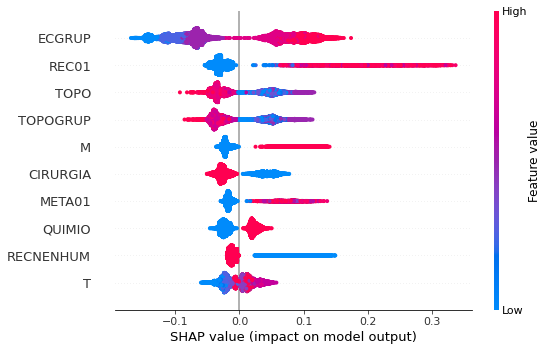 High
ECGRUP
REC01
TOPO
TOPOGRUP
M
CIRURGIA
META01
QUIMIO
RECNENHUM
T
Feature value
Low
−0.1 0.0 0.1 0.2 0.3
SHAP value (impact on model output)